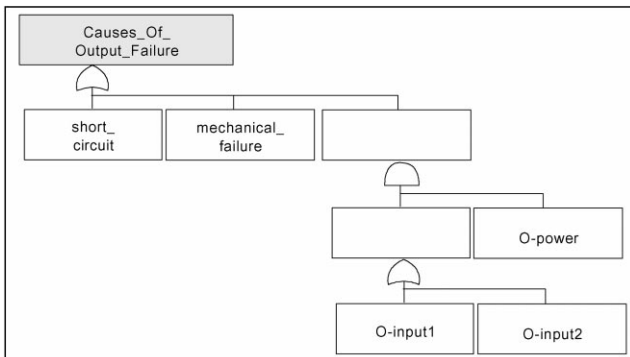 Causes_Of_
Output_Failure
short_
circuit
mechanical_
failure
O-power
O-input1
O-input2